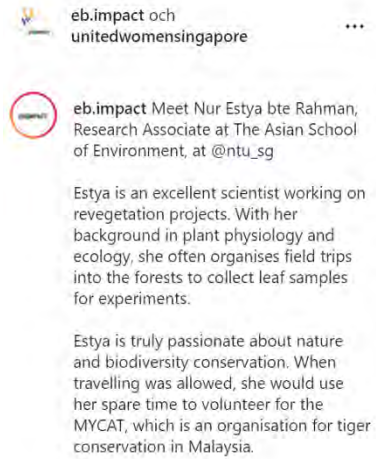 eb.impact och
unitedwomensingapore
eb.impact Meet Nur Estya bte Rahman,
Research Associate at The Asian School
of Environment, at @ntu_sg
Estya is an excellent scientist working on
revegetation projects. With her
background in plant physiology and
ecology, she often organises field trips
into the forests to collect leaf samples
for experiments.
Estya is truly passionate about nature
and biodiversity conservation. When
travelling was allowed, she would use
her spare time to volunteer for the
MYCAT, which is an organisation for tiger
conservation in Malaysia.